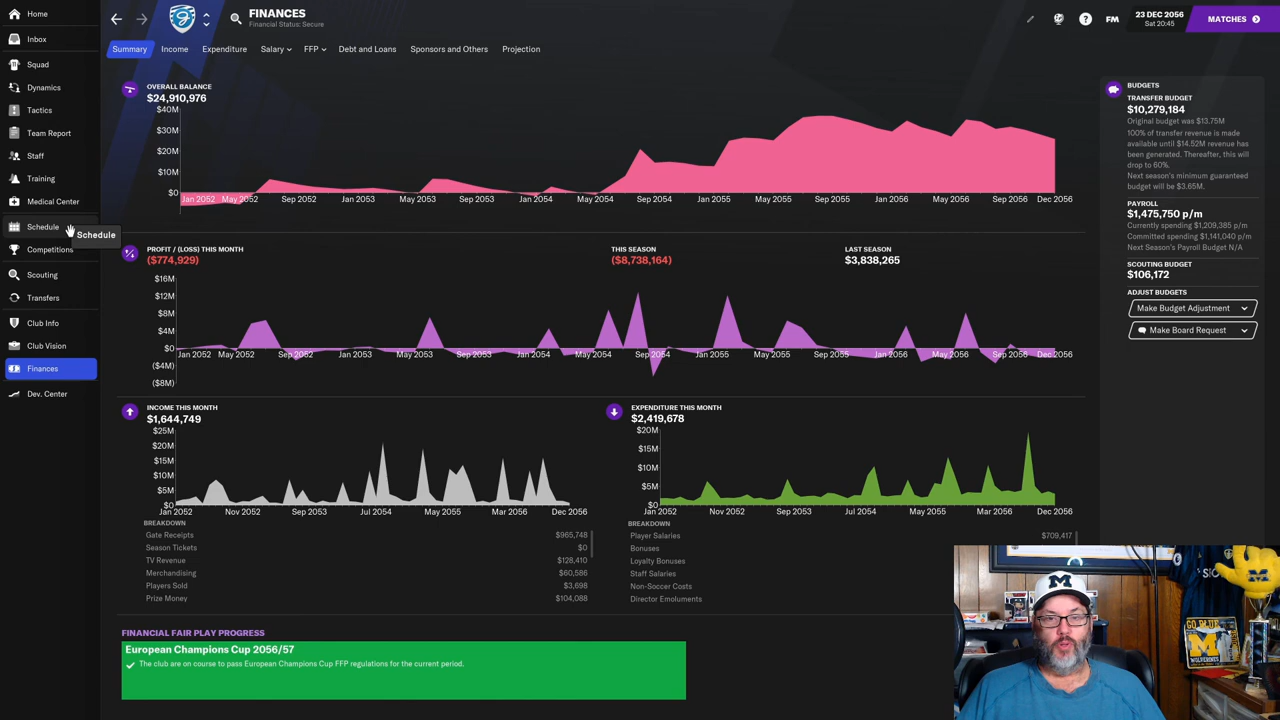 Home
FINANCES
Financial Status: Secure
FM
23 DEC 2056
Sat 20:45
MATCHES
Inbox
Summary
Income
Expenditure
Salary
FFP
Debt and Loans
Sponsors and Others
Projection
Squad
Dynamics
Tactics
Team Report
Staff
Training
Medical Center
Schedule
Schedule
Competitions
Scouting
Transfers
Club Info
Club Vision
Finances
Dev. Center
OVERALL BALANCE
$24,910,976
$40M
$30M
$20M
$10M
$0
Jan 2052 May 2052 Sep 2052 Jan 2053 May 2053 Sep 2053 Jan 2054 May 2054 Sep 2054 Jan 2055 May 2055 Sep 2055 Jan 2056 May 2056 Sep 2056 Dec 2056
PROFIT / (LOSS) THIS MONTH
($774,929)
THIS SEASON
($8,738,164)
LAST SEASON
$3,838,265
$16M
$12M
$8M
$4M
$0
($4M)
($8M)
Jan 2052 May 2052 Sep 2052 Jan 2053 May 2053 Sep 2053 Jan 2054 May 2054 Sep 2054 Jan 2055 May 2055 Sep 2055 Jan 2056 May 2056 Sep 2056 Dec 2056
INCOME THIS MONTH
$1,644,749
$25M
$20M
$15M
$10M
$5M
$0
Jan 2052 Nov 2052 Sep 2053 Jul 2054 May 2055 Mar 2056 Dec 2056
BREAKDOWN
Gate Receipts $965,748
Season Tickets $0
TV Revenue $128,410
Merchandising $60,586
Players Sold $3,698
Prize Money $104,088
EXPENDITURE THIS MONTH
$2,419,678
$20M
$15M
$10M
$5M
$0
Jan 2052 Nov 2052 Sep 2053 Jul 2054 May 2055 Mar 2056 Dec 2056
BREAKDOWN
Player Salaries $709,417
Bonuses
Loyalty Bonuses
Staff Salaries
Non-Soccer Costs
Director Emoluments
FINANCIAL FAIR PLAY PROGRESS
European Champions Cup 2056/57
The club are on course to pass European Champions Cup FFP regulations for the current period.
BUDGETS
TRANSFER BUDGET
$10,279,184
Original budget was $13.75M
100% of transfer revenue is made
available until $14.52M revenue has
been generated. Thereafter, this will
drop to 60%.
Next season's minimum guaranteed
budget will be $3.65M.
PAYROLL
$1,475,750 p/m
Currently spending $1,209,385 p/m
Committed spending $1,141,040 p/m
Next Season's Payroll Budget N/A
SCOUTING BUDGET
$106,172
ADJUST BUDGETS
Make Budget Adjustment
Make Board Request
M
GO BLUE
M
WOLVERINES